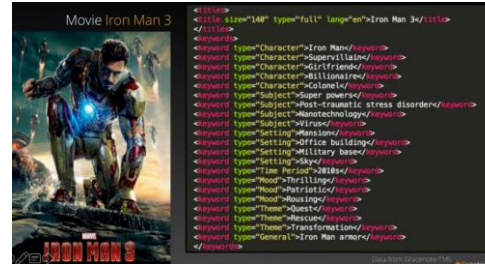 Movie Iron Man 3
MARVEL
IRON MAN 3
<titles>
<title size="140" type="full" lang="en">Iron Man 3</title>
</titles>
<keywords>
<keyword type="Character">Iron Man</keyword>
<keyword type="Character">Supervillain</keyword>
<keyword type="Character">Girlfriend</keyword>
<keyword type="Character">Billionaire</keyword>
<keyword type="Character">Colonel</keyword>
<keyword type="Subject">Super powers</keyword>
<keyword type="Subject">Post-traumatic stress disorder</keyword>
<keyword type="Subject">Nanotechnology</keyword>
<keyword type="Subject">Virus</keyword>
<keyword type="Setting">Mansion</keyword>
<keyword type="Setting">Office building</keyword>
<keyword type="Setting">Military base</keyword>
<keyword type="Setting">Sky</keyword>
<keyword type="Time Period">2010s</keyword>
<keyword type="Mood">Thrilling</keyword>
<keyword type="Mood">Patriotic</keyword>
<keyword type="Mood">Rousing</keyword>
<keyword type="Theme">Quest</keyword>
<keyword type="Theme">Rescue</keyword>
<keyword type="Theme">Transformation</keyword>
<keyword type="General">Iron Man armor</keyword>
</keywords>
Data from Gracenote-TMS